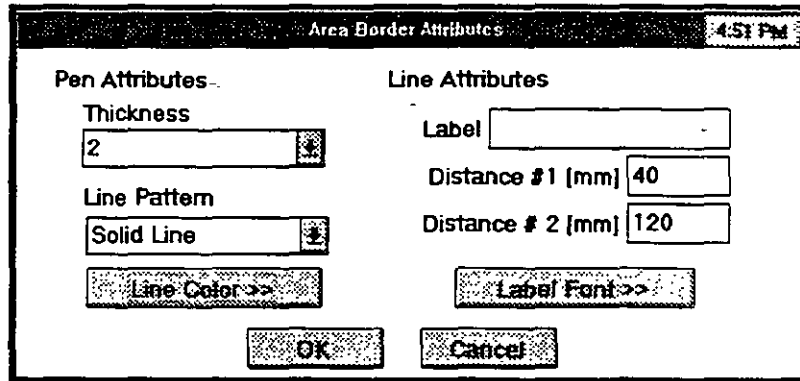 Area Border Attributes 4:51 PM
Pen Attributes
Thickness
2
Line Pattern
Solid Line
Line Color >>
Line Attributes
Label
Distance #1 [mm] 40
Distance # 2 [mm] 120
Label Font >>
OK Cancel